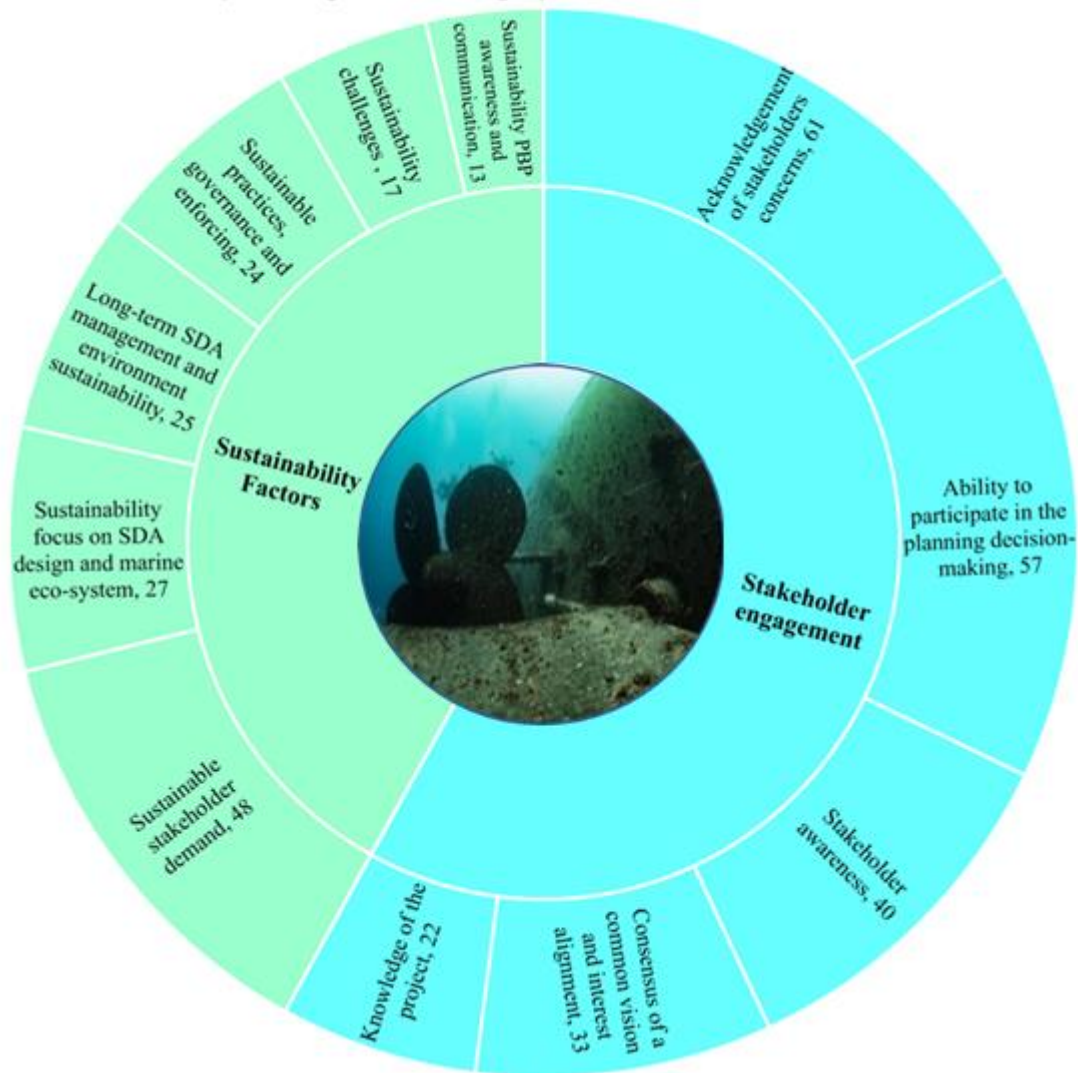 Sustainability PBP
awareness and
communication, 13
Sustainability
challenges , 17
Sustainable
practices,
governance and
enforcing, 24
Long-term SDA
management and
environment
sustainability, 25
Sustainability
focus on SDA
design and marine
eco-system, 27
Sustainable
stakeholder
demand, 48
Sustainability
Factors
Acknowledgement
of stakeholders
concerns, 61
Ability to
participate in the
planning decision-
making, 57
Stakeholder
engagement
Stakeholder
awareness, 40
Consensus of a
common vision
and interest
alignment, 33
Knowledge of the
project, 22